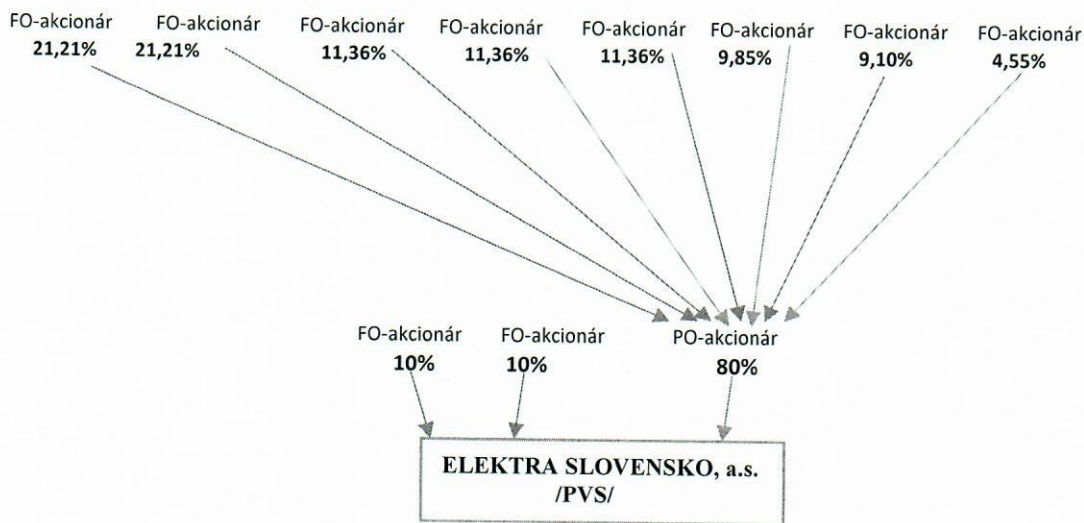 FO-akcionár FO-akcionár FO-akcionár FO-akcionár FO-akcionár FO-akcionár FO-akcionár FO-akcionár
21,21% 21,21% 11,36% 11,36% 11,36% 9,85% 9,10% 4,55%
FO-akcionár FO-akcionár PO-akcionár
10% 10% 80%
ELEKTRA SLOVENSKO, a.s.
/PVS/